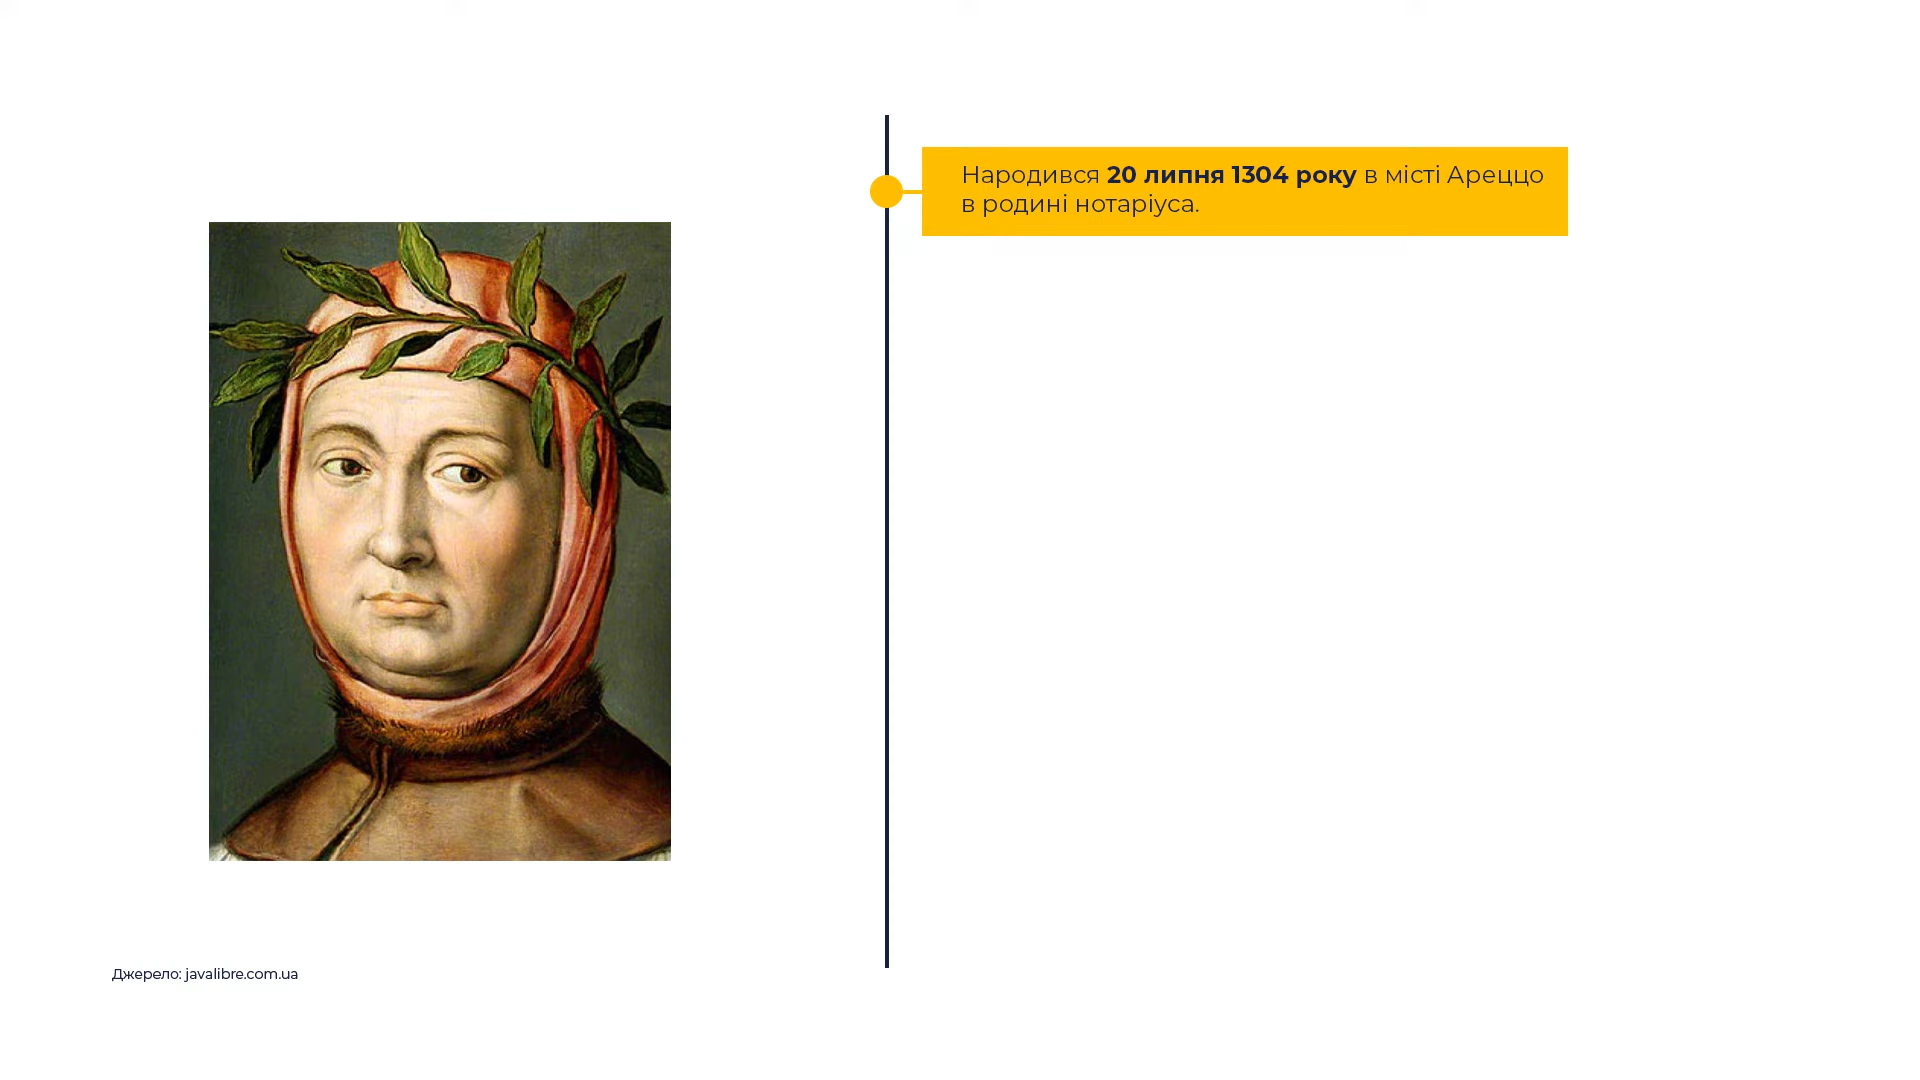 Народився 20 липня 1304 року в місті Ареццо
в родині нотаріуса.
Джерело: javalibre.com.ua